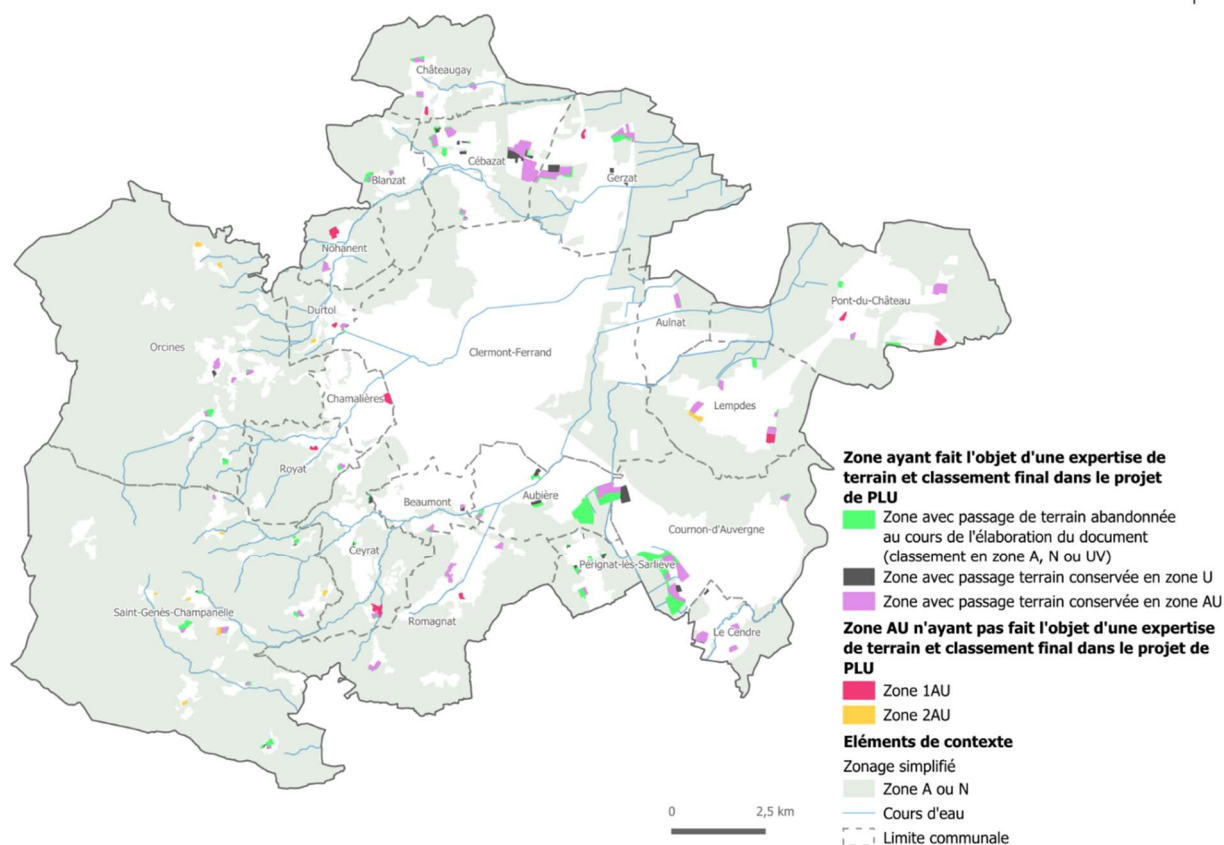 Châteaugay
Cébazat
Gerzat
Blanzat
Nohanent
Durtol
Orcines
Clermont-Ferrand
Aulnat
Pont-du-Château
Lempdes
Chamalières
Royat
Beaumont
Aubière
Cournon-d'Auvergne
Ceyrat
Pérignat-lès-Sarliève
Saint-Genès-Champanelle
Romagnat
Le Cendre
Zone ayant fait l'objet d'une expertise de
terrain et classement final dans le projet
de PLU
Zone avec passage de terrain abandonnée
au cours de l'élaboration du document
(classement en zone A, N ou UV)
Zone avec passage terrain conservée en zone U
Zone avec passage terrain conservée en zone AU
Zone AU n'ayant pas fait l'objet d'une expertise
de terrain et classement final dans le projet de
PLU
Zone 1AU
Zone 2AU
Eléments de contexte
Zonage simplifié
Zone A ou N
Cours d'eau
Limite communale
0 2,5 km